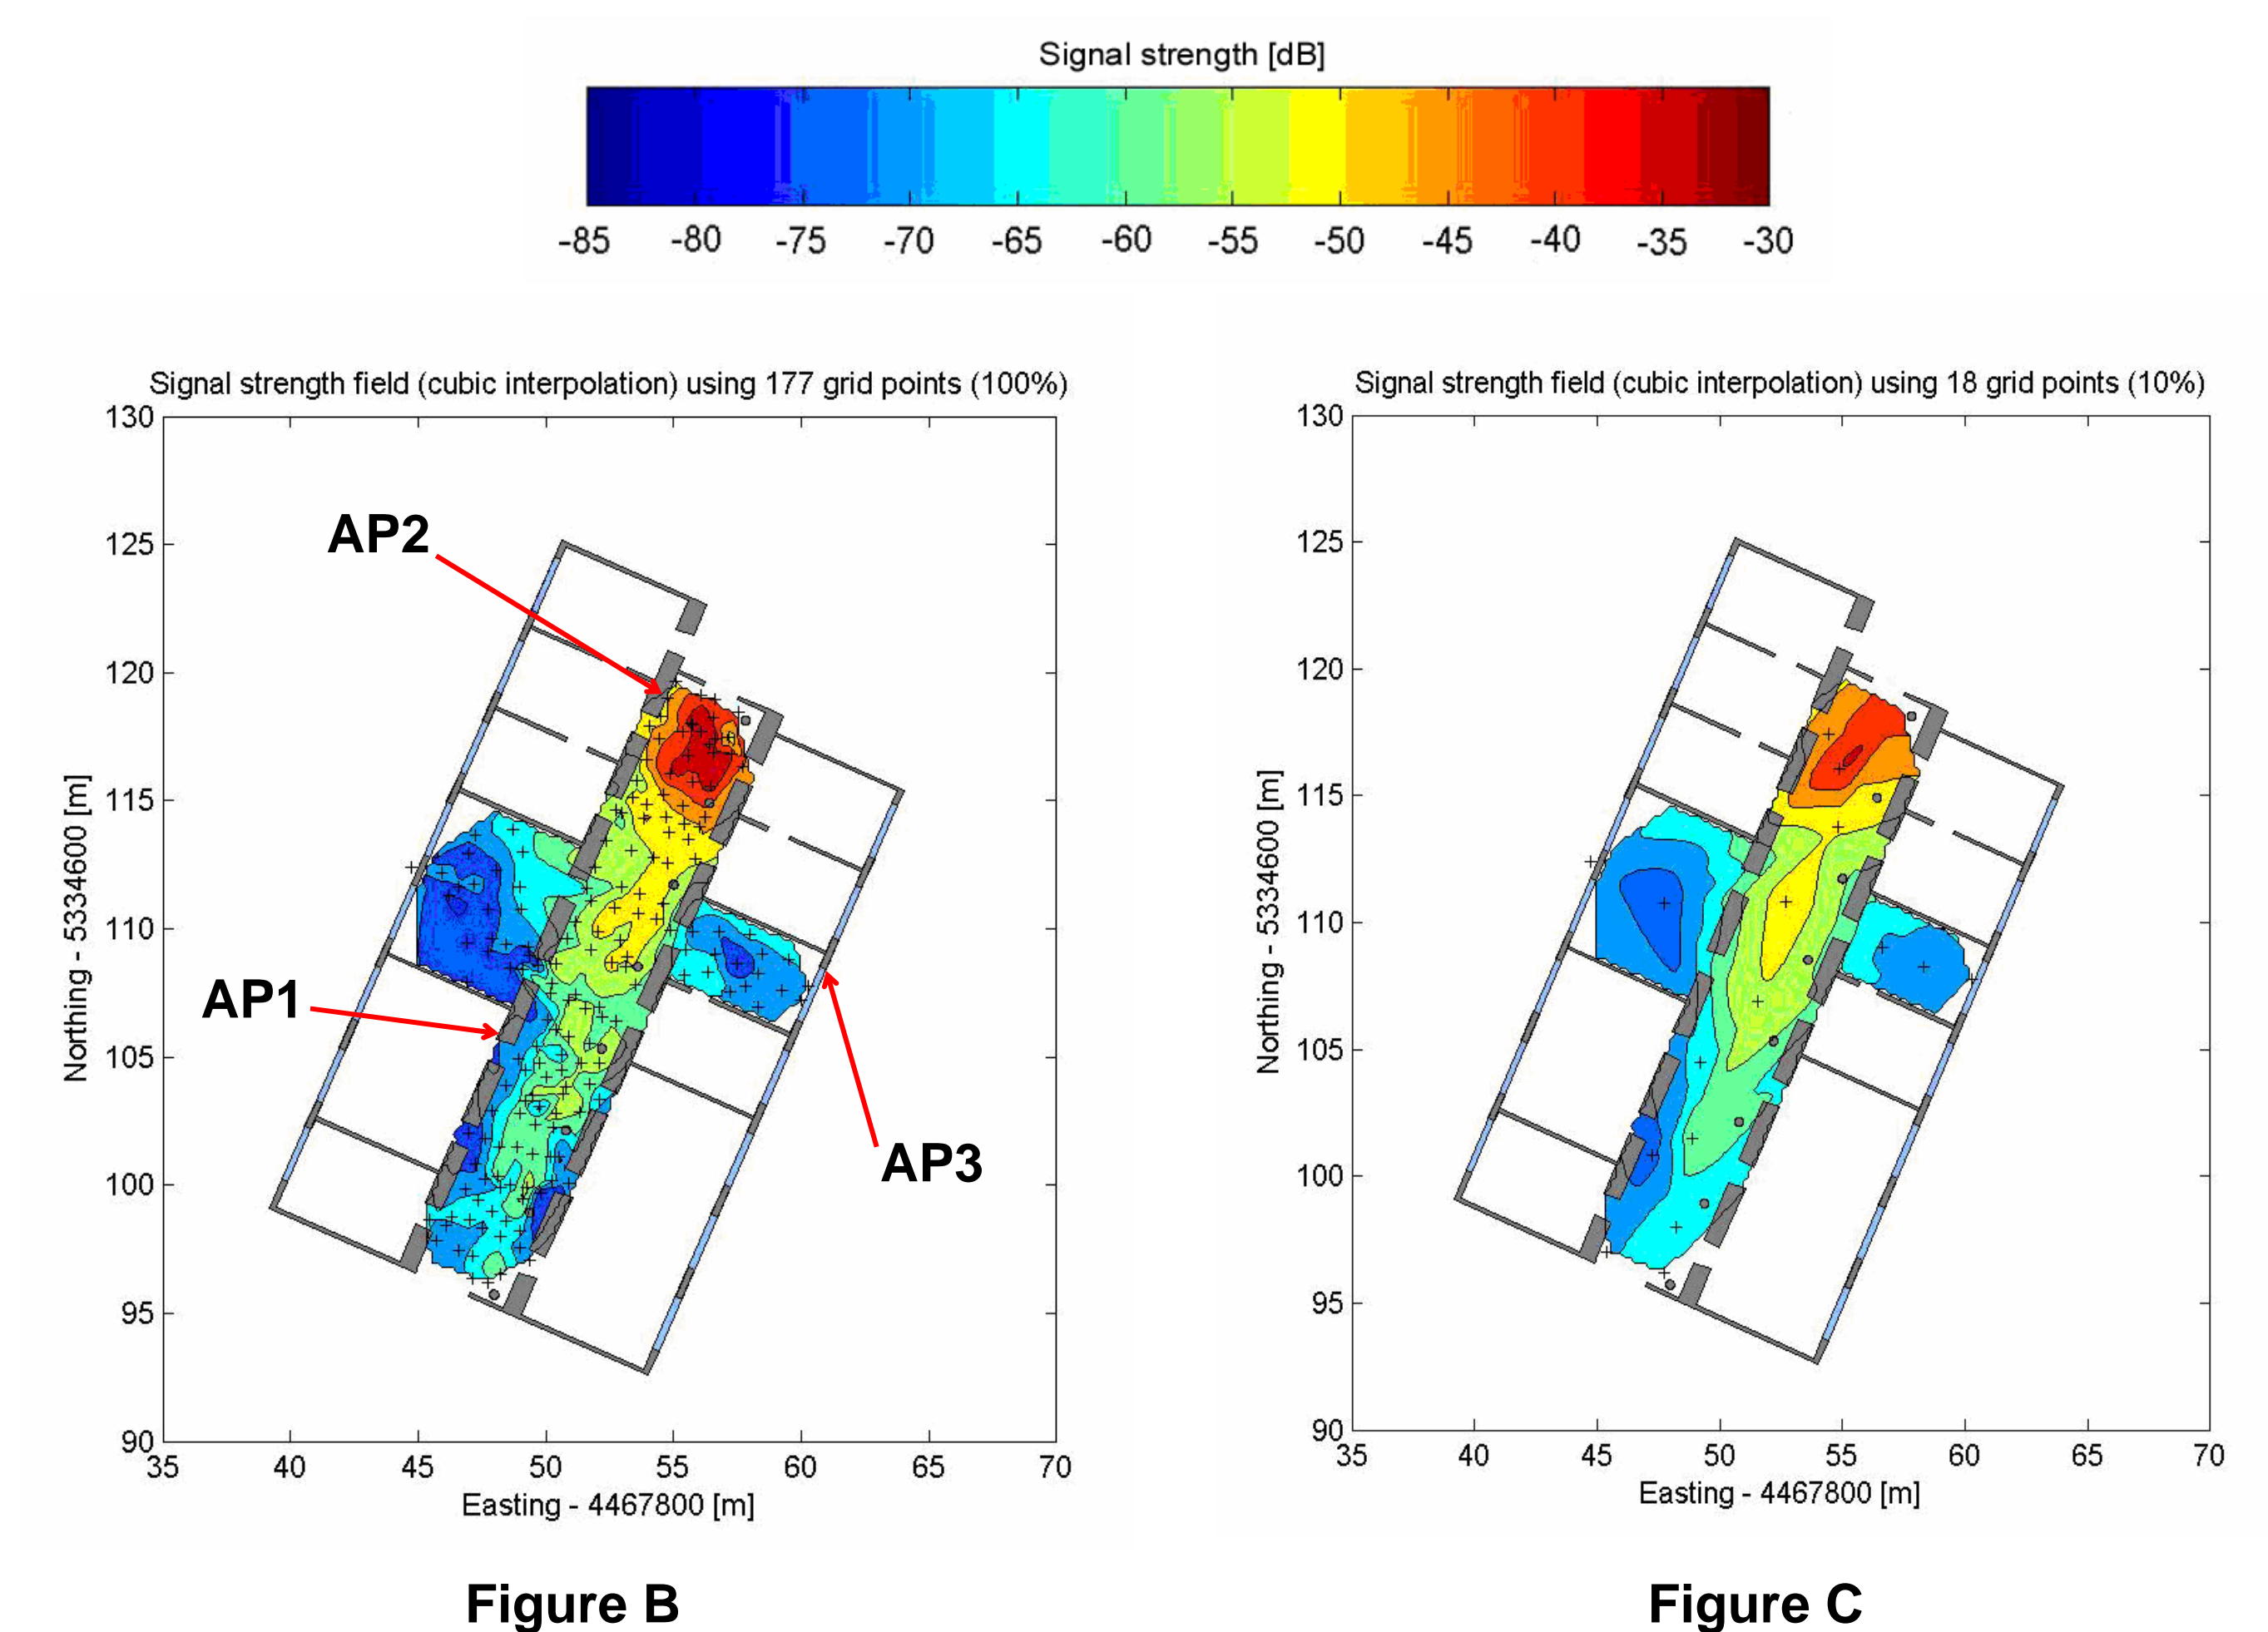 Signal strength [dB]
-85 -80 -75 -70 -65 -60 -55 -50 -45 -40 -35 -30
Signal strength field (cubic interpolation) using 177 grid points (100%)
130
125
120
115
110
105
100
95
90
35 40 45 50 55 60 65 70
Northing - 5334600 [m]
Easting - 4467800 [m]
AP2
AP1
AP3
Figure B
Signal strength field (cubic interpolation) using 18 grid points (10%)
130
125
120
115
110
105
100
95
90
35 40 45 50 55 60 65 70
Northing - 5334600 [m]
Easting - 4467800 [m]
Figure C